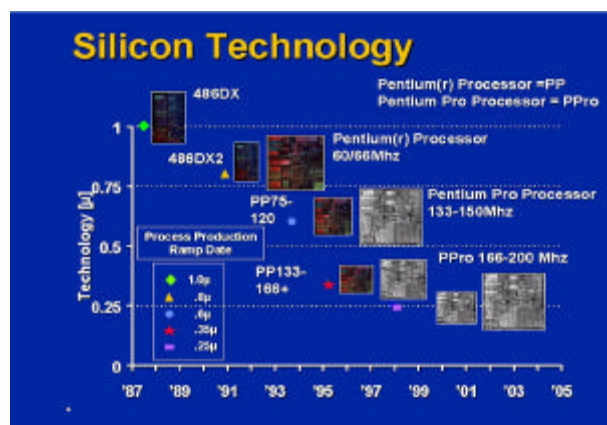 Silicon Technology
486DX
Pentium(r) Processor =PP
Pentium Pro Processor = PPro
1
486DX2
Pentium(r) Processor
60/66Mhz
0.75
PP75-
120
Pentium Pro Processor
133-150Mhz
Technology [µ]
0.5
Process Production
Ramp Date
PP133-
166+
PPro 166-200 Mhz
1.0µ
.8µ
.6µ
.35µ
.25µ
0.25
0
'87 '89 '91 '93 '95 '97 '99 '01 '03 '05